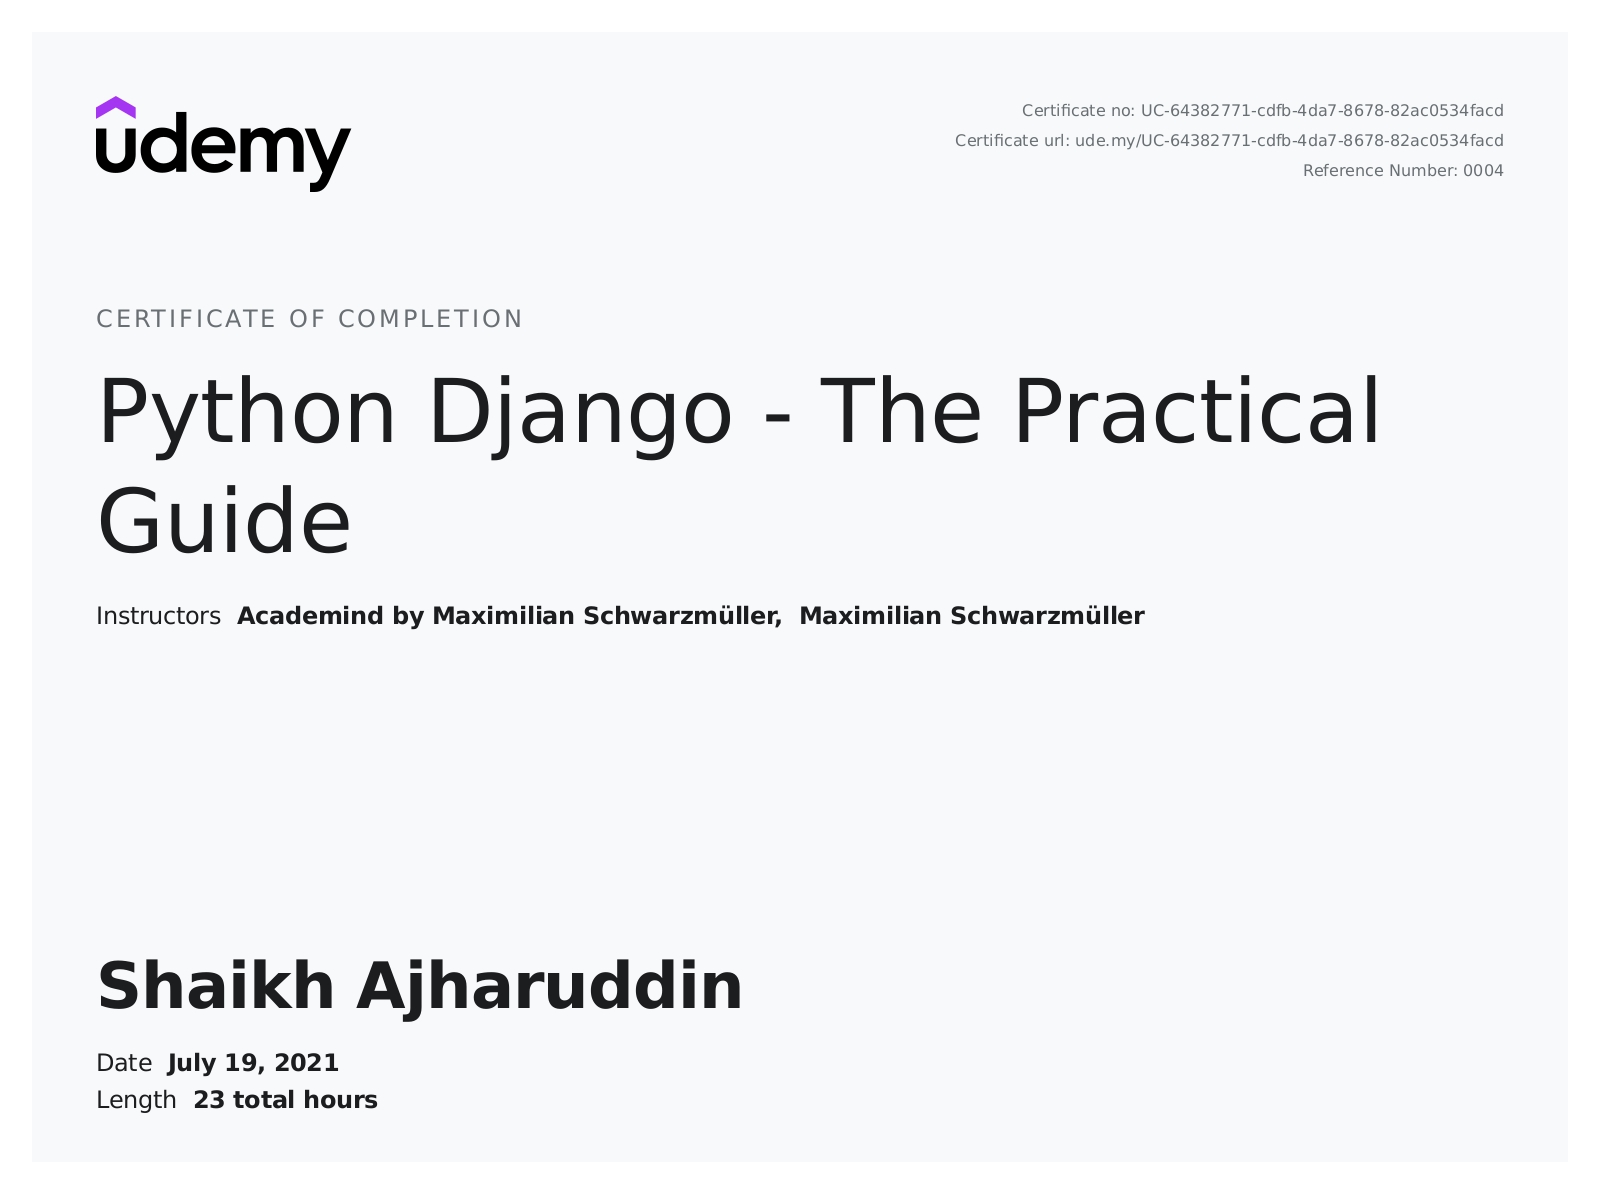 udemy
Certificate no: UC-64382771-cdfb-4da7-8678-82ac0534facd
Certificate url: ude.my/UC-64382771-cdfb-4da7-8678-82ac0534facd
Reference Number: 0004
CERTIFICATE OF COMPLETION
Python Django - The Practical
Guide
Instructors Academind by Maximilian Schwarzmüller, Maximilian Schwarzmüller
Shaikh Ajharuddin
Date July 19, 2021
Length 23 total hours